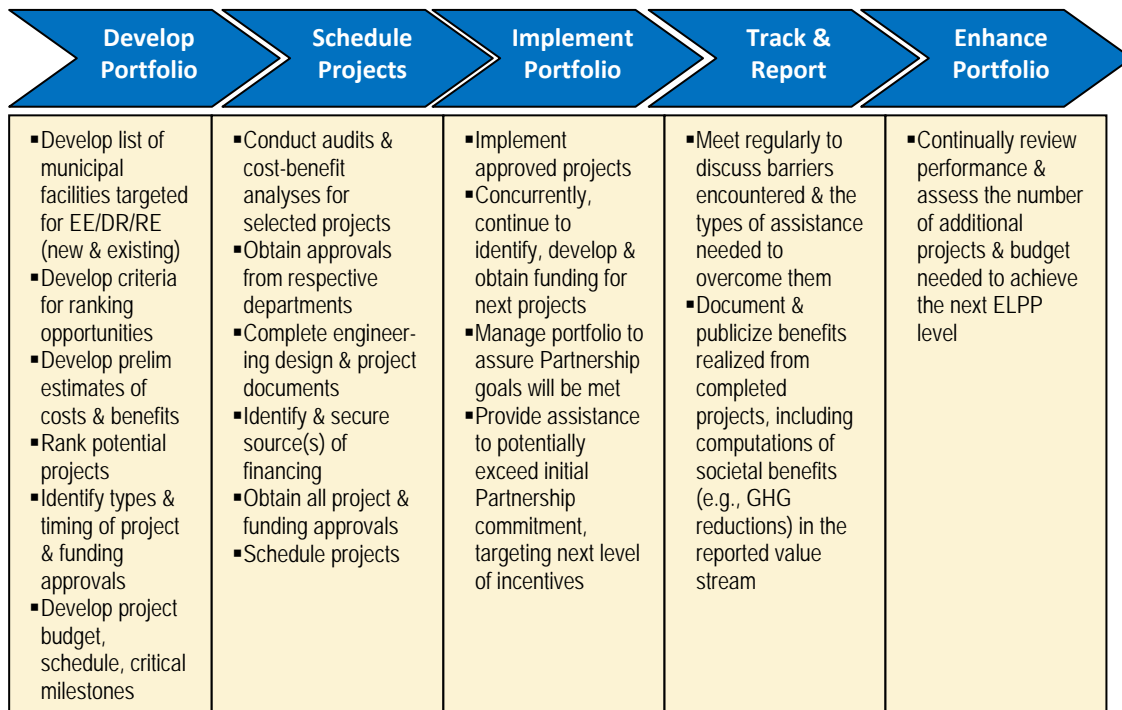 Develop
Portfolio
Schedule
Projects
Implement
Portfolio
Track &
Report
Enhance
Portfolio
▪Develop list of
municipal
facilities targeted
for EE/DR/RE
(new & existing)
▪Develop criteria
for ranking
opportunities
▪Develop prelim
estimates of
costs & benefits
▪Rank potential
projects
▪Identify types &
timing of project
& funding
approvals
▪Develop project
budget,
schedule, critical
milestones
▪Conduct audits &
cost-benefit
analyses for
selected projects
▪Obtain approvals
from respective
departments
▪Complete engineer-
ing design & project
documents
▪Identify & secure
source(s) of
financing
▪Obtain all project &
funding approvals
▪Schedule projects
▪Implement
approved projects
▪Concurrently,
continue to
identify, develop &
obtain funding for
next projects
▪Manage portfolio to
assure Partnership
goals will be met
▪Provide assistance
to potentially
exceed initial
Partnership
commitment,
targeting next level
of incentives
▪Meet regularly to
discuss barriers
encountered & the
types of assistance
needed to
overcome them
▪Document &
publicize benefits
realized from
completed
projects, including
computations of
societal benefits
(e.g., GHG
reductions) in the
reported value
stream
▪Continually review
performance &
assess the number
of additional
projects & budget
needed to achieve
the next ELPP
level